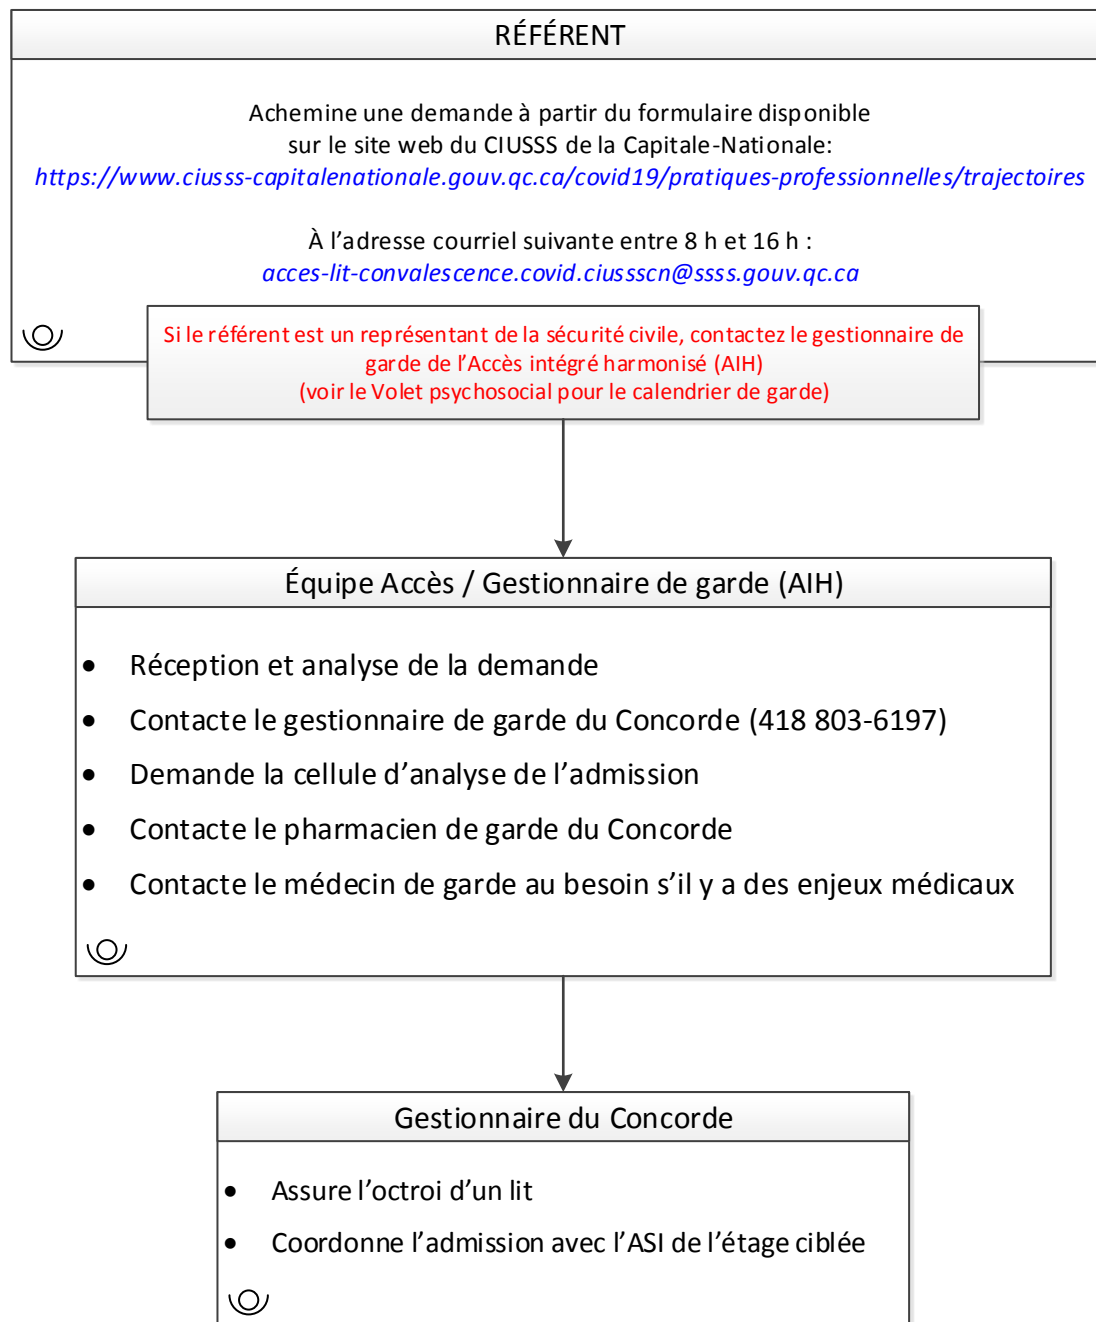 RÉFÉRENT
Achemine une demande à partir du formulaire disponible
sur le site web du CIUSSS de la Capitale-Nationale:
https://www.ciusss-capitalenationale.gouv.qc.ca/covid19/pratiques-professionnelles/trajectoires
À l’adresse courriel suivante entre 8 h et 16 h :
acces-lit-convalescence.covid.ciussscn@ssss.gouv.qc.ca
Si le référent est un représentant de la sécurité civile, contactez le gestionnaire de
garde de l’Accès intégré harmonisé (AIH)
(voir le Volet psychosocial pour le calendrier de garde)
Équipe Accès / Gestionnaire de garde (AIH)
• Réception et analyse de la demande
• Contacte le gestionnaire de garde du Concorde (418 803-6197)
• Demande la cellule d’analyse de l’admission
• Contacte le pharmacien de garde du Concorde
• Contacte le médecin de garde au besoin s’il y a des enjeux médicaux
Gestionnaire du Concorde
• Assure l’octroi d’un lit
• Coordonne l’admission avec l’ASI de l’étage ciblée